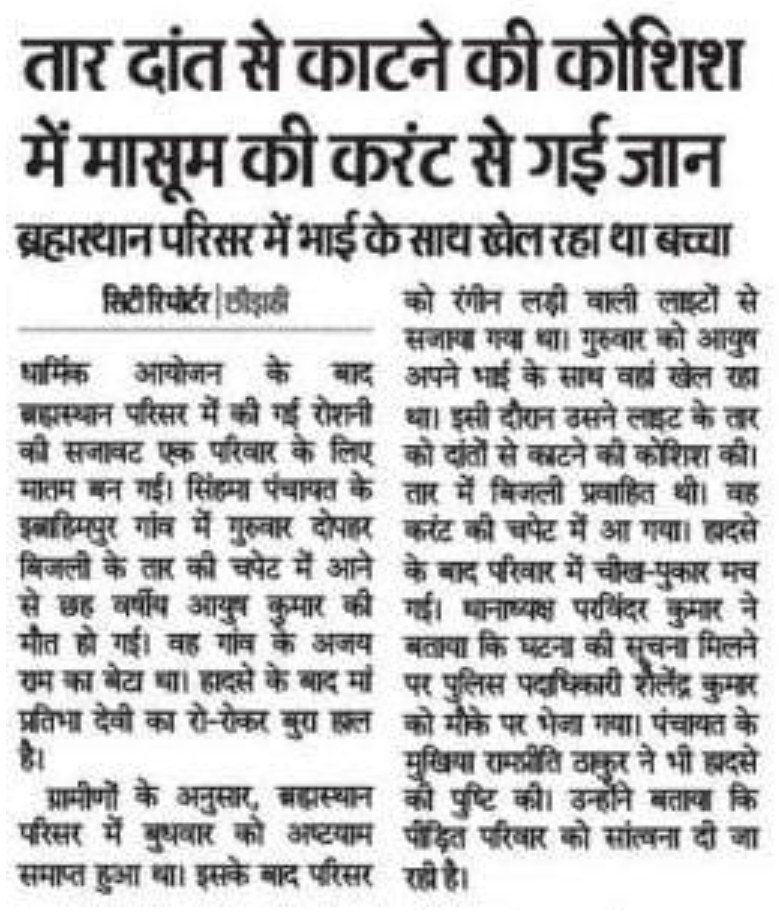 तार दांत से काटने की कोशिश
में मासूम की करंट से गई जान
ब्रह्मस्थान परिसर में भाई के साथ खेल रहा था बच्चा
सिटी रिपोर्टर | छौड़ाही
धार्मिक आयोजन के बाद
ब्रह्मस्थान परिसर में की गई रोशनी
की सजावट एक परिवार के लिए
मातम बन गई। सिंहमा पंचायत के
इब्राहिमपुर गांव में गुरुवार दोपहर
बिजली के तार की चपेट में आने
से छह वर्षीय आयुष कुमार की
मौत हो गई। वह गांव के अजय
राम का बेटा था। हादसे के बाद मां
प्रतिभा देवी का रो-रोकर बुरा हाल
है।
ग्रामीणों के अनुसार, ब्रह्मस्थान
परिसर में बुधवार को अष्टयाम
समाप्त हुआ था। इसके बाद परिसर
को रंगीन लड़ी वाली लाइटों से
सजाया गया था। गुरुवार को आयुष
अपने भाई के साथ वहां खेल रहा
था। इसी दौरान उसने लाइट के तार
को दांतों से काटने की कोशिश की।
तार में बिजली प्रवाहित थी। वह
करंट की चपेट में आ गया। हादसे
के बाद परिवार में चीख-पुकार मच
गई। थानाध्यक्ष परविंदर कुमार ने
बताया कि घटना की सूचना मिलने
पर पुलिस पदाधिकारी शैलेंद्र कुमार
को मौके पर भेजा गया। पंचायत के
मुखिया रामप्रीति ठाकुर ने भी हादसे
की पुष्टि की। उन्होंने बताया कि
पीड़ित परिवार को सांत्वना दी जा
रही है।